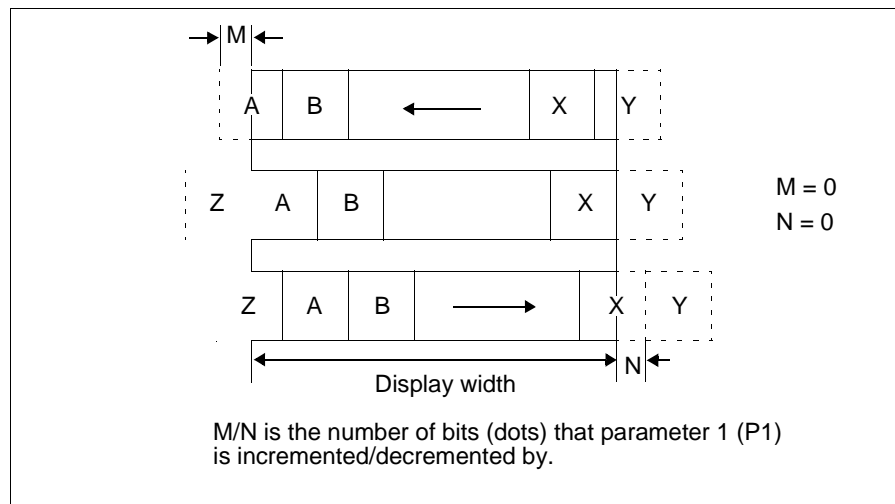 M
A B X Y
Z A B X Y
M = 0
N = 0
Z A B X Y
N
Display width
M/N is the number of bits (dots) that parameter 1 (P1)
is incremented/decremented by.